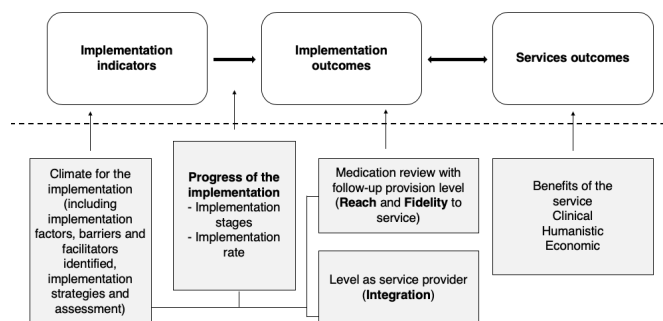 Implementation
indicators
Implementation
outcomes
Services outcomes
Climate for the
implementation
(including
implementation
factors, barriers and
facilitators
identified,
implementation
strategies and
assessment)
Progress of the
implementation
- Implementation
stages
- Implementation
rate
Medication review with
follow-up provision level
(Reach and Fidelity to
service)
Level as service provider
(Integration)
Benefits of the
service
Clinical
Humanistic
Economic